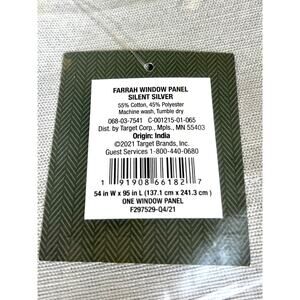 FARRAH WINDOW PANEL
SILENT SILVER
55% Cotton, 45% Polyester
Machine wash, Tumble dry
068-03-7541 C-001215-01-065
Dist. by Target Corp., Mpls., MN 55403
Origin: India
©2021 Target Brands, Inc.
Guest Services 1-800-440-0680
1 91908 66182 7
54 in W x 95 in L (137.1 cm x 241.3 cm)
ONE WINDOW PANEL
F297529-Q4/21